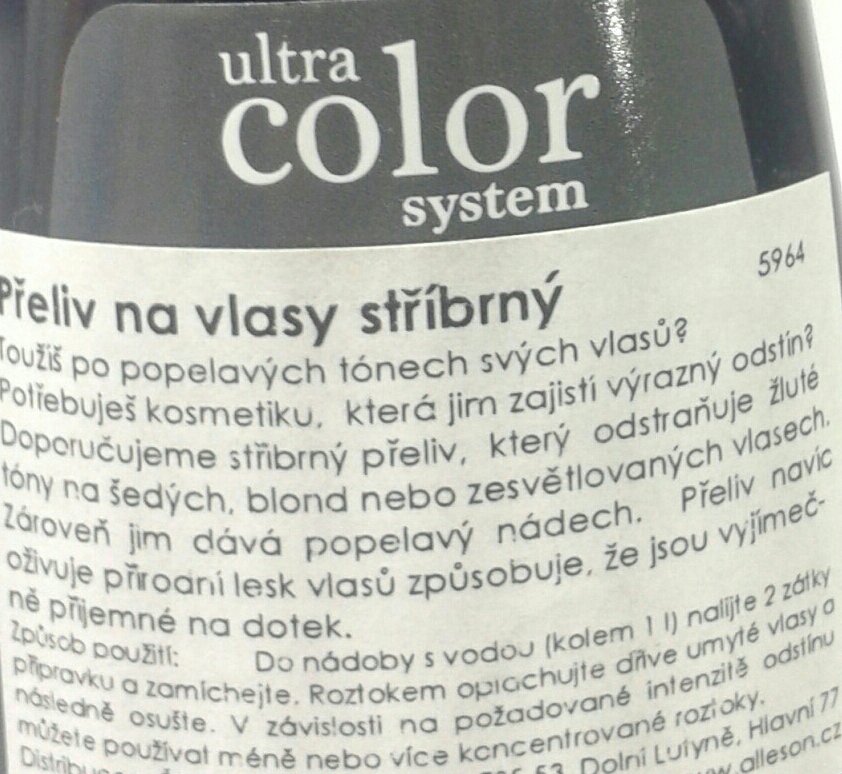 ultra
color
system
5964
Přeliv na vlasy stříbrný
Toužíš po popelavých tónech svých vlasů?
Potřebuješ kosmetiku, která jim zajistí výrazný odstín?
Doporučujeme stříbrný přeliv, který odstraňuje žluté
tóny na šedých, blond nebo zesvětlovaných vlasech.
Zároveň jim dává popelavý nádech. Přeliv navíc
oživuje přirodní lesk vlasů způsobuje, že jsou vyjímeč-
ně příjemné na dotek.
Způsob použití: Do nádoby s vodou (kolem 1 l) nalijte 2 zátky
přípravku a zamíchejte. Roztokem oplachujte dříve umyté vlasy a
následně osušte. V závislosti na požadované intenzitě odstínu
můžete používat méně nebo více koncentrované roztoky.
53 Dolní Lutyně, Hlavní 77
www.alleson.cz